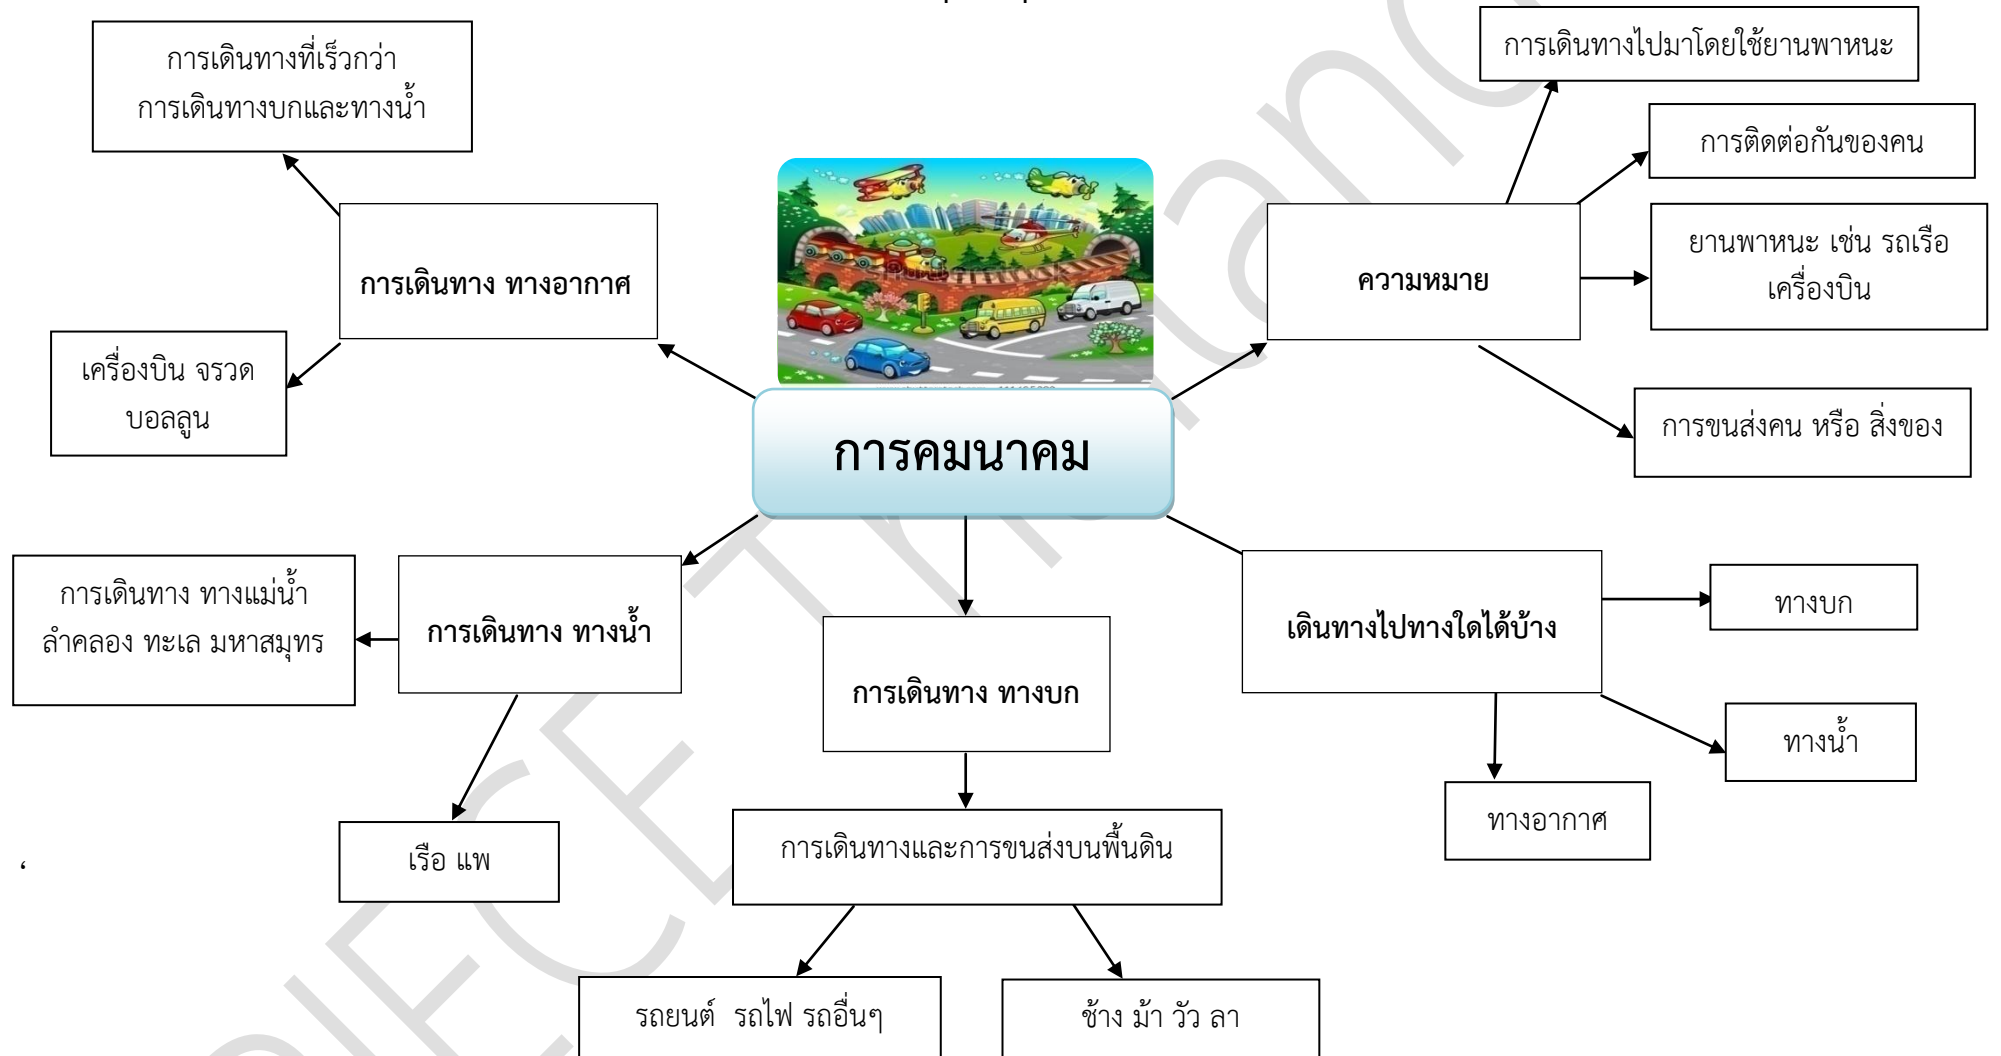 การเดินทางที่เร็วกว่า
การเดินทางบกและทางน้ำ
การเดินทางไปมาโดยใช้ยานพาหนะ
การติดต่อกันของคน
การเดินทาง ทางอากาศ
ความหมาย
ยานพาหนะ เช่น รถเรือ
เครื่องบิน
เครื่องบิน จรวด
บอลลูน
shutterstock
การคมนาคม
การขนส่งคน หรือ สิ่งของ
การเดินทาง ทางแม่น้ำ
ลำคลอง ทะเล มหาสมุทร
การเดินทาง ทางน้ำ
การเดินทาง ทางบก
เดินทางไปทางใดได้บ้าง
ทางบก
ทางน้ำ
ทางอากาศ
เรือ แพ
การเดินทางและการขนส่งบนพื้นดิน
รถยนต์ รถไฟ รถอื่นๆ
ช้าง ม้า วัว ลา